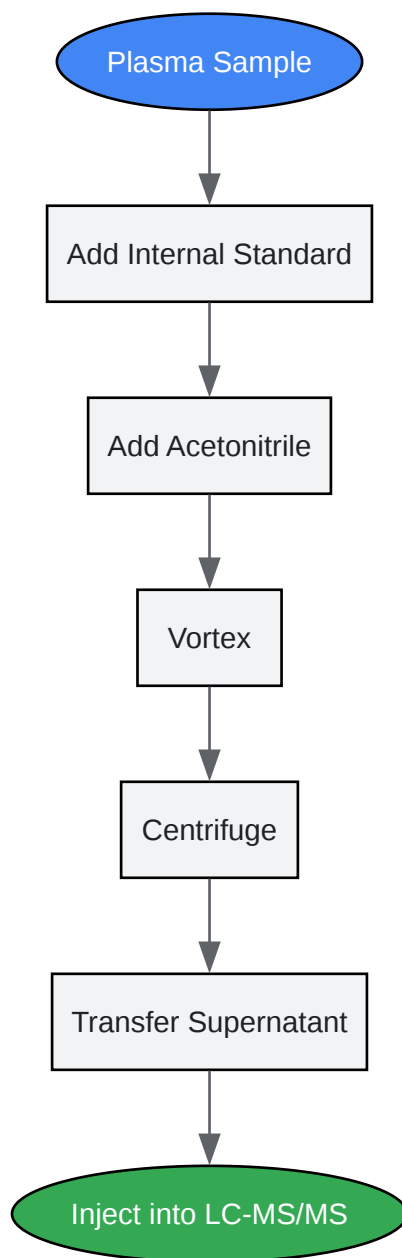 Plasma Sample
Add Internal Standard
Add Acetonitrile
Vortex
Centrifuge
Transfer Supernatant
Inject into LC-MS/MS